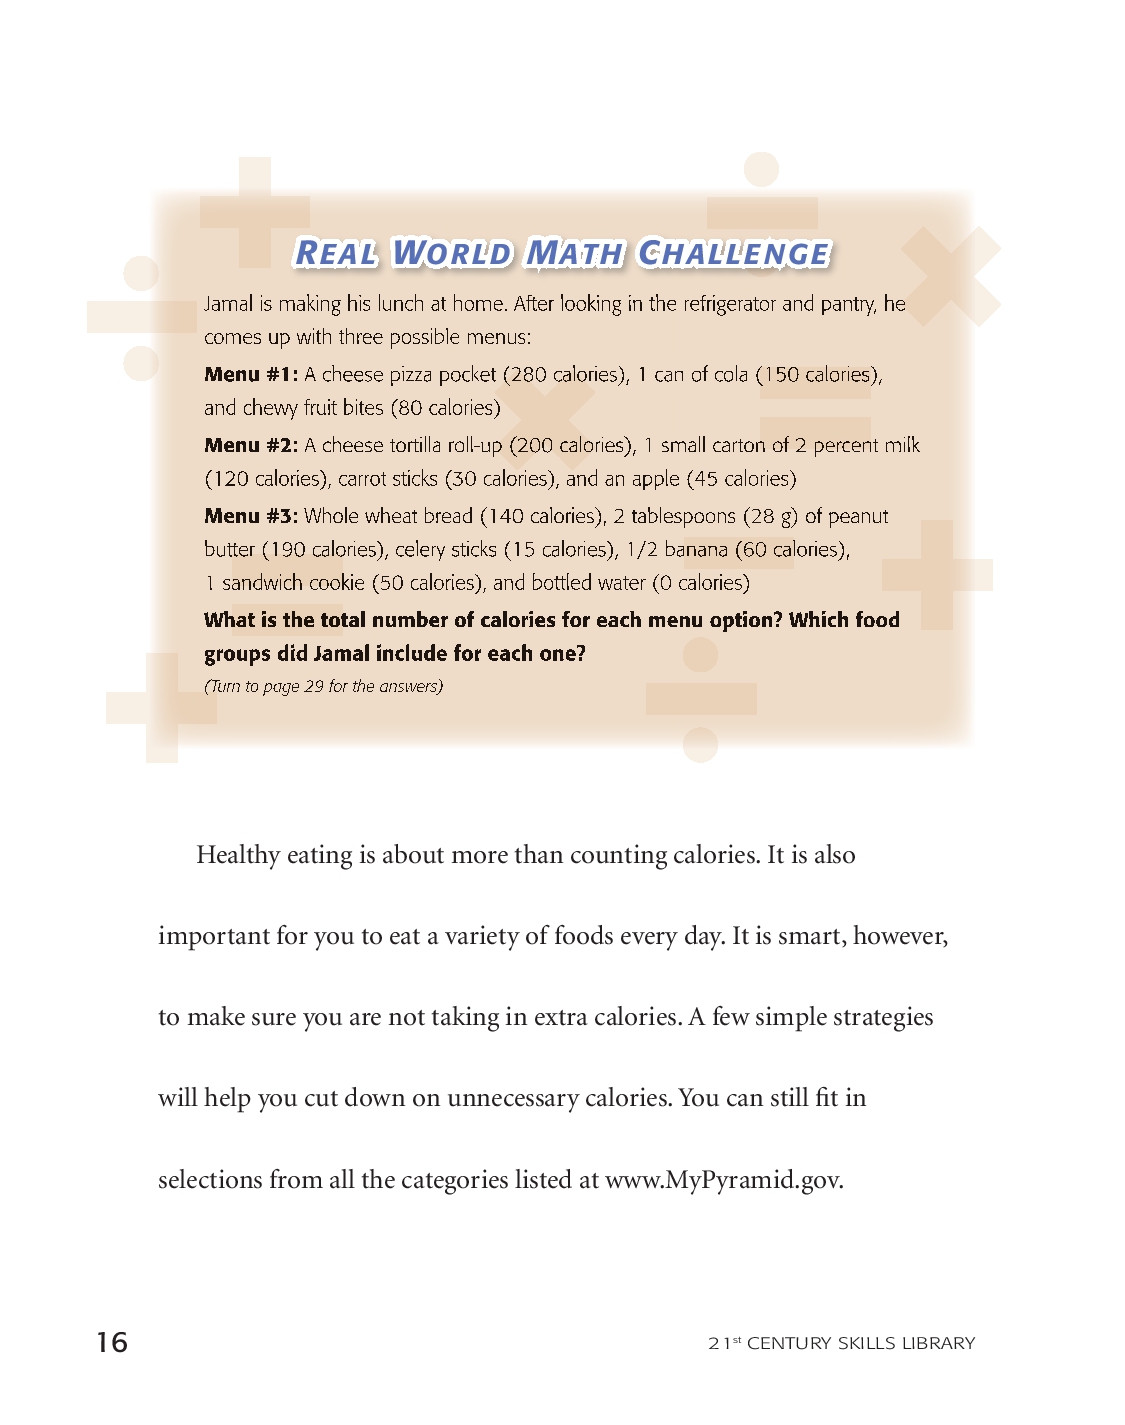 REAL WORLD MATH CHALLENGE
Jamal is making his lunch at home. After looking in the refrigerator and pantry, he
comes up with three possible menus:
Menu #1: A cheese pizza pocket (280 calories), 1 can of cola (150 calories),
and chewy fruit bites (80 calories)
Menu #2: A cheese tortilla roll-up (200 calories), 1 small carton of 2 percent milk
(120 calories), carrot sticks (30 calories), and an apple (45 calories)
Menu #3: Whole wheat bread (140 calories), 2 tablespoons (28 g) of peanut
butter (190 calories), celery sticks (15 calories), 1/2 banana (60 calories),
1 sandwich cookie (50 calories), and bottled water (0 calories)
What is the total number of calories for each menu option? Which food
groups did Jamal include for each one?
(Turn to page 29 for the answers)
Healthy eating is about more than counting calories. It is also
important for you to eat a variety of foods every day. It is smart, however,
to make sure you are not taking in extra calories. A few simple strategies
will help you cut down on unnecessary calories. You can still fit in
selections from all the categories listed at www.MyPyramid.gov.
16
21st CENTURY SKILLS LIBRARY